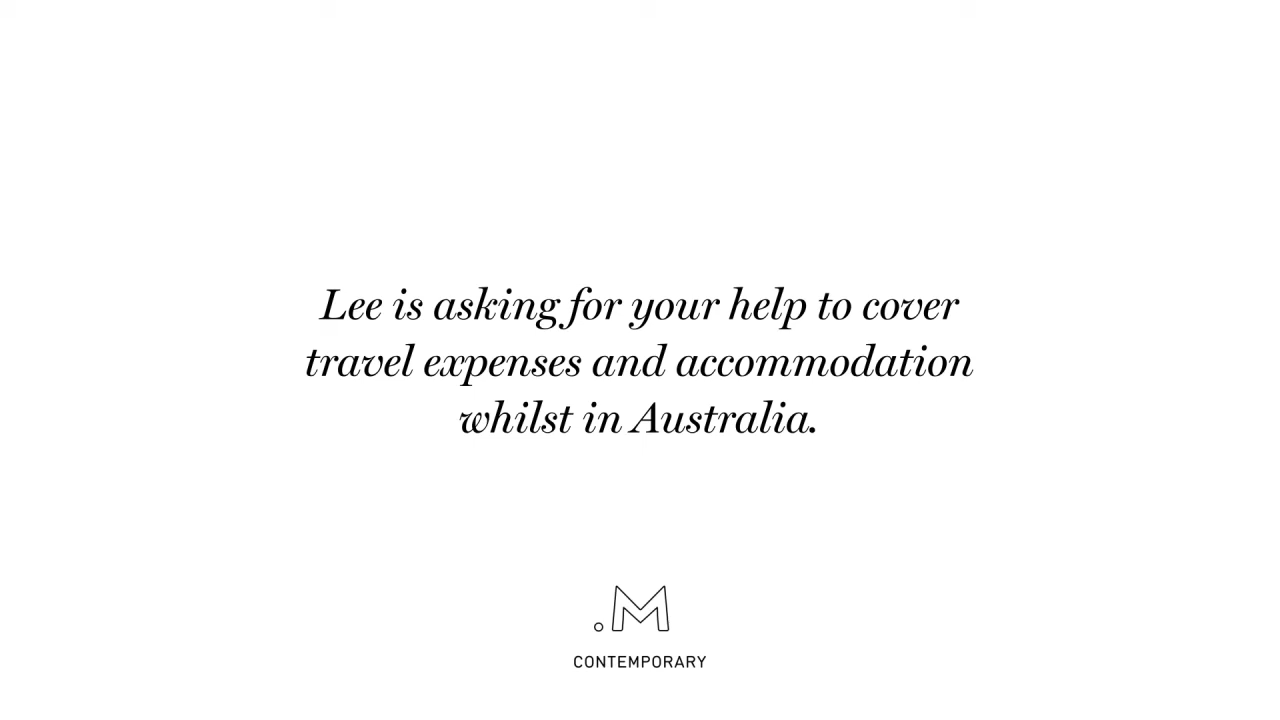 Lee is asking for your help to cover
travel expenses and accommodation
whilst in Australia.
.M
CONTEMPORARY